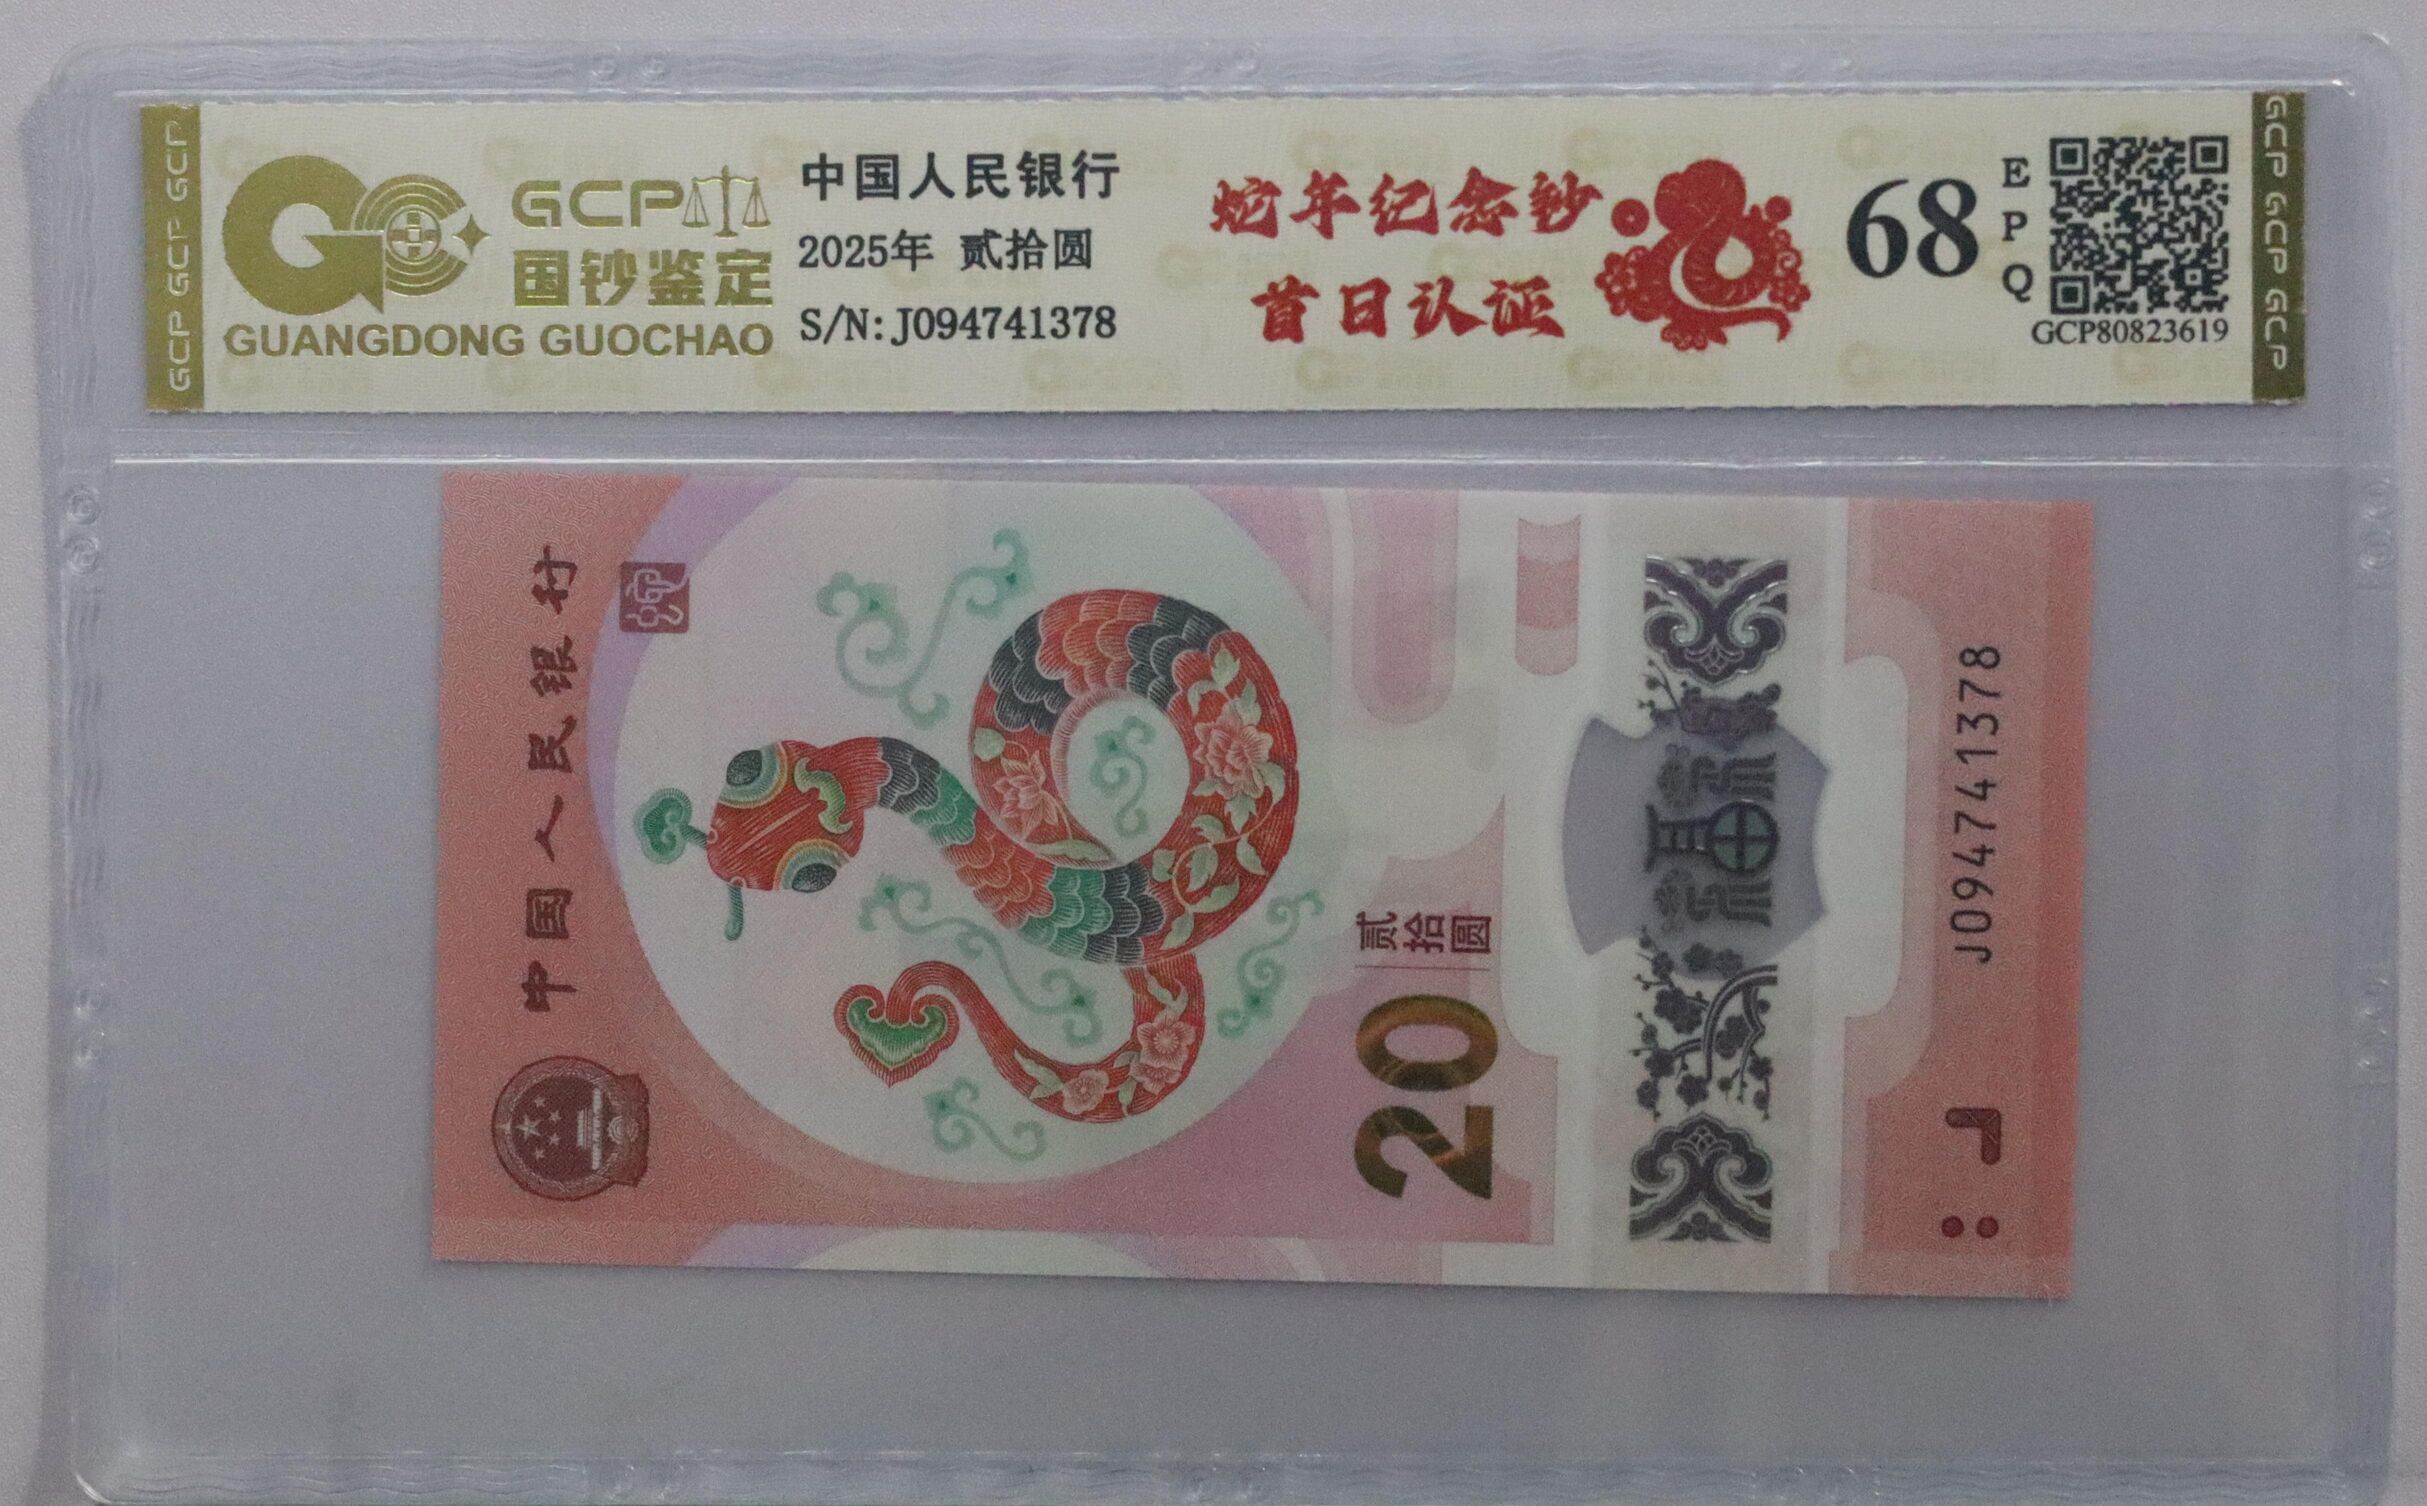 GCP GCP GCP
GCP
国钞鉴定
GUANGDONG GUOCHAO
中国人民银行
2025年 贰拾圆
S/N: J094741378
蛇年纪念钞
首日认证
68
EPQ
GCP80823619
GCP GCP GCP
中国人民银行
20
贰拾圆
福
J094741378